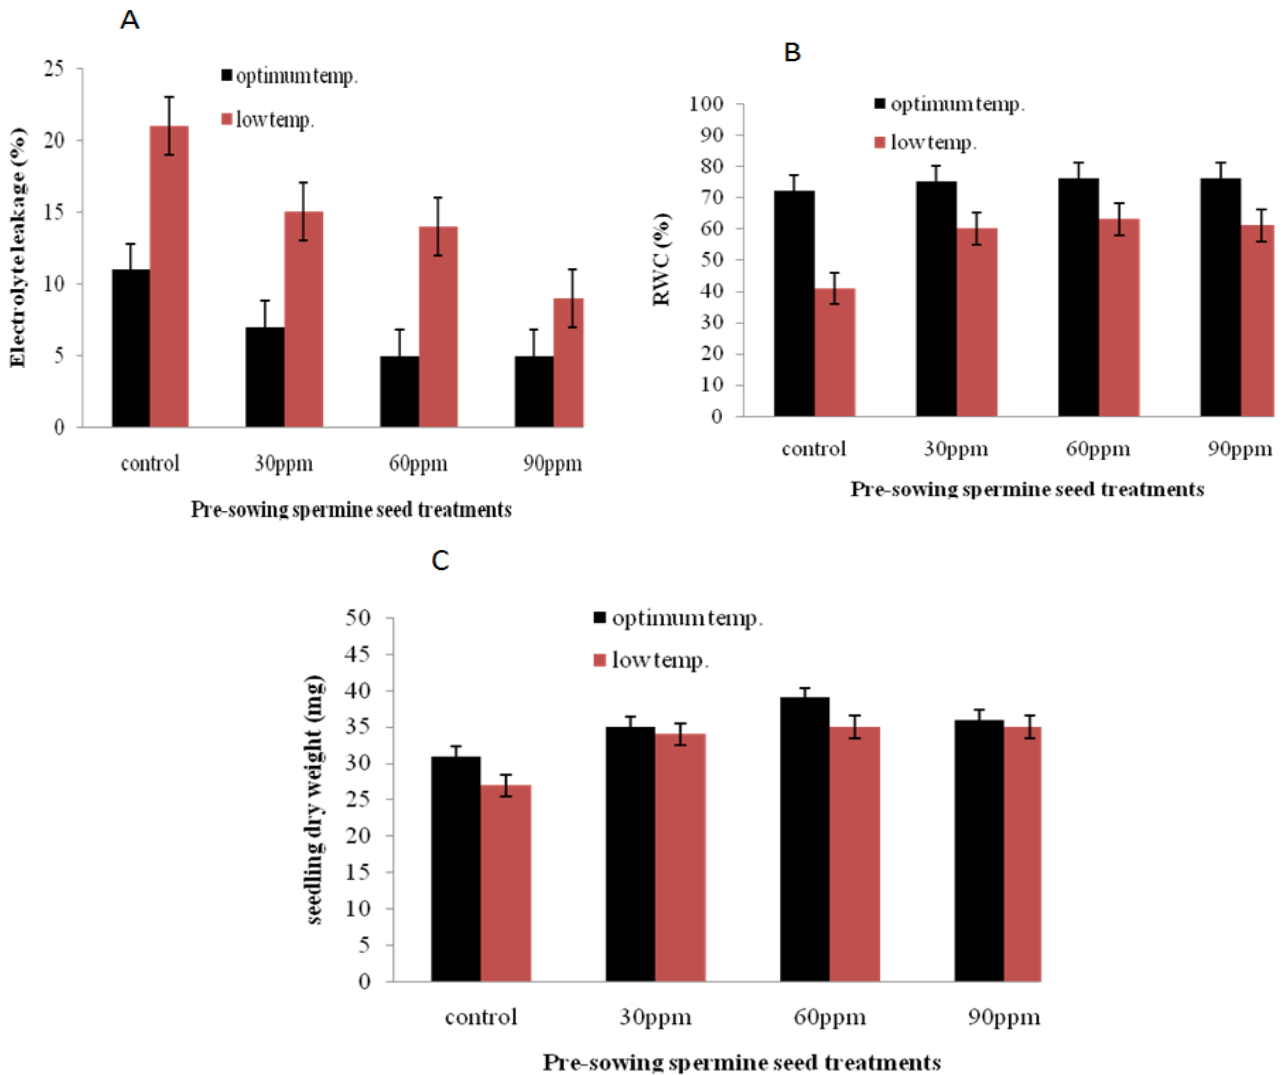 A
25
20
15
10
5
0
Electrolyte leakage (%)
optimum temp.
low temp.
control 30ppm 60ppm 90ppm
Pre-sowing spermine seed treatments
B
100
90
80
70
60
50
40
30
20
10
0
RWC (%)
optimum temp.
low temp.
control 30ppm 60ppm 90ppm
Pre-sowing spermine seed treatments
C
50
45
40
35
30
25
20
15
10
5
0
seedling dry weight (mg)
optimum temp.
low temp.
control 30ppm 60ppm 90ppm
Pre-sowing spermine seed treatments